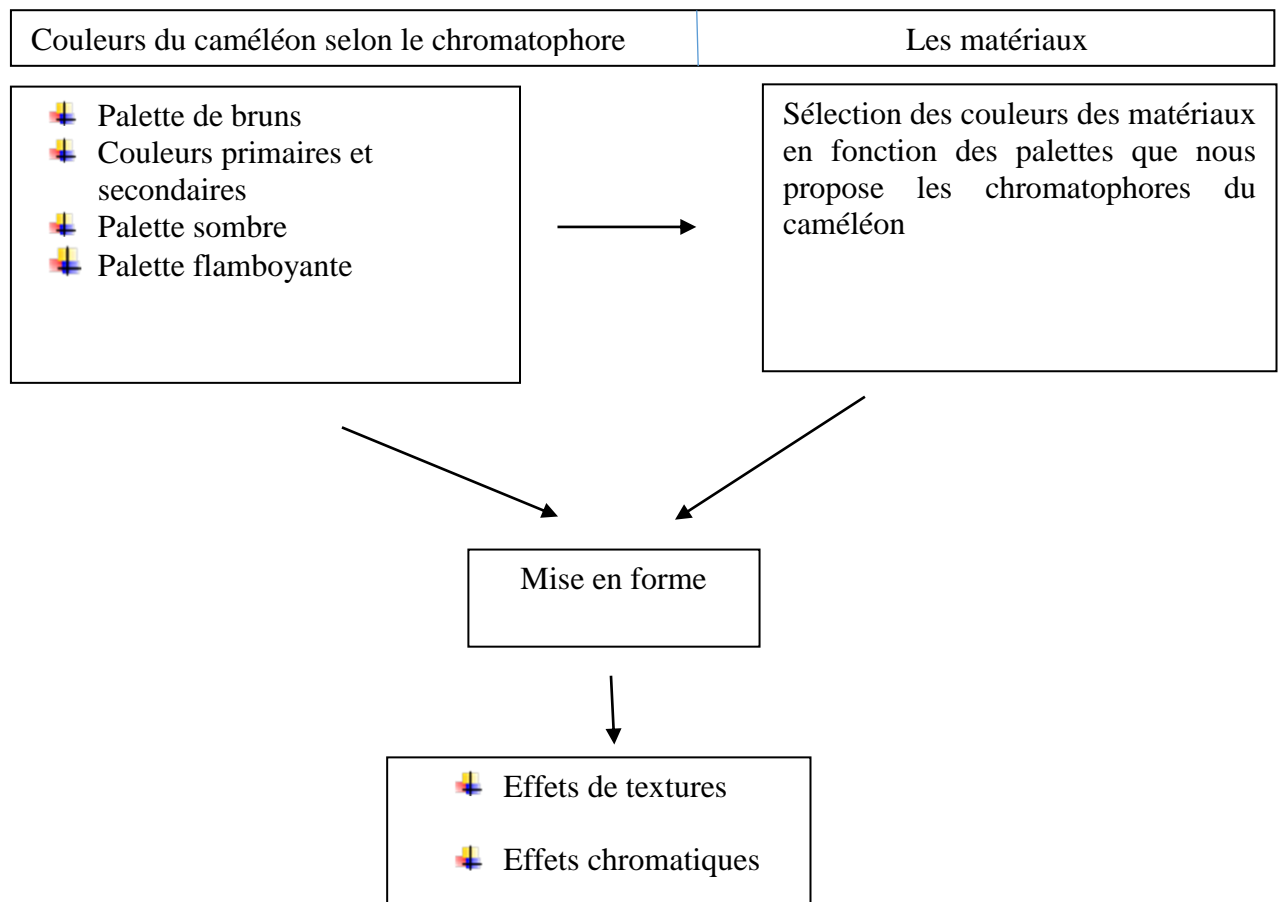 Couleurs du caméléon selon le chromatophore
Les matériaux
Palette de bruns
Couleurs primaires et
secondaires
Palette sombre
Palette flamboyante
Sélection des couleurs des matériaux
en fonction des palettes que nous
propose les chromatophores du
caméléon
Mise en forme
Effets de textures
Effets chromatiques